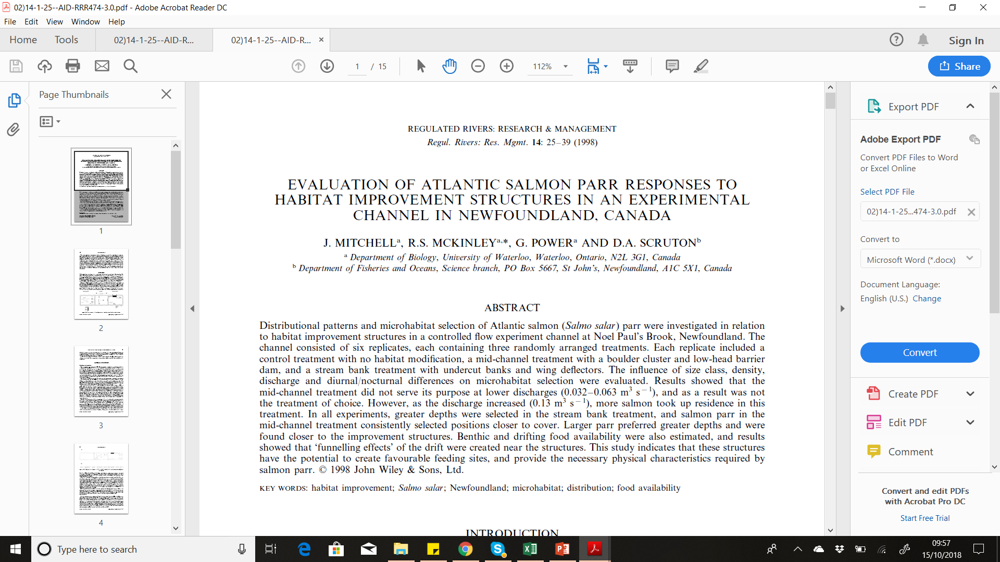 02)14-1-25--AID-RRR474-3.0.pdf - Adobe Acrobat Reader DC
File Edit View Window Help
Home Tools 02)14-1-25--AID-R... 02)14-1-25--AID-R... Sign In
1 / 15 112% Share
Page Thumbnails
1
2
3
4
REGULATED RIVERS: RESEARCH & MANAGEMENT
Regul. Rivers: Res. Mgmt. 14: 25–39 (1998)
EVALUATION OF ATLANTIC SALMON PARR RESPONSES TO
HABITAT IMPROVEMENT STRUCTURES IN AN EXPERIMENTAL
CHANNEL IN NEWFOUNDLAND, CANADA
J. MITCHELLᵃ, R.S. MCKINLEYᵃ,*, G. POWERᵃ AND D.A. SCRUTONᵇ
ᵃ Department of Biology, University of Waterloo, Waterloo, Ontario, N2L 3G1, Canada
ᵇ Department of Fisheries and Oceans, Science branch, PO Box 5667, St John's, Newfoundland, A1C 5X1, Canada
ABSTRACT
Distributional patterns and microhabitat selection of Atlantic salmon (Salmo salar) parr were investigated in relation
to habitat improvement structures in a controlled flow experiment channel at Noel Paul's Brook, Newfoundland. The
channel consisted of six replicates, each containing three randomly arranged treatments. Each replicate included a
control treatment with no habitat modification, a mid-channel treatment with a boulder cluster and low-head barrier
dam, and a stream bank treatment with undercut banks and wing deflectors. The influence of size class, density,
discharge and diurnal/nocturnal differences on microhabitat selection were evaluated. Results showed that the
mid-channel treatment did not serve its purpose at lower discharges (0.032–0.063 m³ s⁻¹), and as a result was not
the treatment of choice. However, as the discharge increased (0.13 m³ s⁻¹), more salmon took up residence in this
treatment. In all experiments, greater depths were selected in the stream bank treatment, and salmon parr in the
mid-channel treatment consistently selected positions closer to cover. Larger parr preferred greater depths and were
found closer to the improvement structures. Benthic and drifting food availability were also estimated, and results
showed that 'funnelling effects' of the drift were created near the structures. This study indicates that these structures
have the potential to create favourable feeding sites, and provide the necessary physical characteristics required by
salmon parr. © 1998 John Wiley & Sons, Ltd.
KEY WORDS: habitat improvement; Salmo salar; Newfoundland; microhabitat; distribution; food availability
INTRODUCTION
Export PDF
Adobe Export PDF
Convert PDF Files to Word
or Excel Online
Select PDF File
02)14-1-25...474-3.0.pdf
Convert to
Microsoft Word (*.docx)
Document Language:
English (U.S.) Change
Convert
Create PDF
Edit PDF
Comment
Convert and edit PDFs
with Acrobat Pro DC
Start Free Trial
Type here to search
09:57
15/10/2018